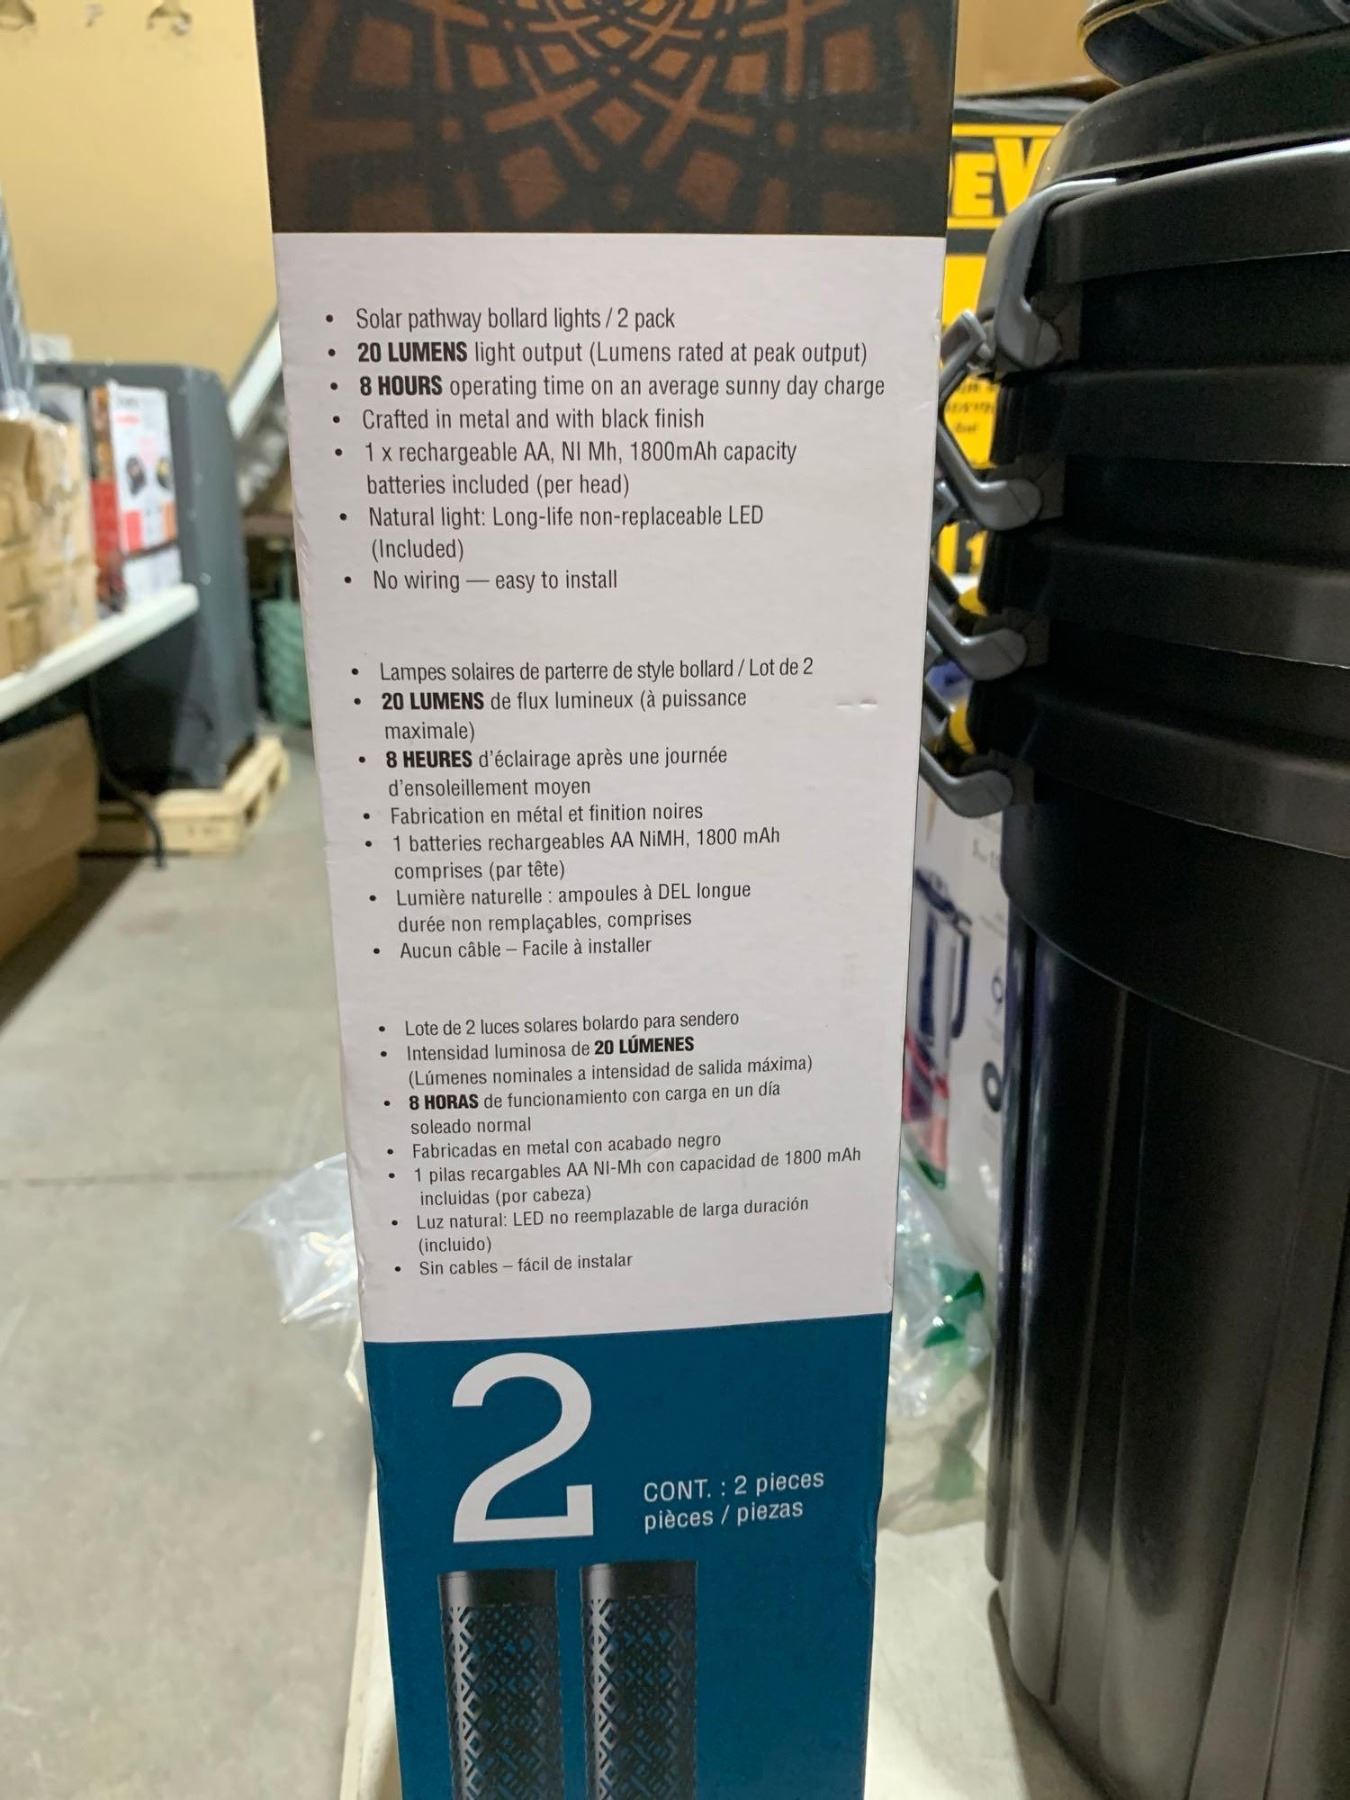 • Solar pathway bollard lights / 2 pack
• 20 LUMENS light output (Lumens rated at peak output)
• 8 HOURS operating time on an average sunny day charge
• Crafted in metal and with black finish
• 1 x rechargeable AA, NI Mh, 1800mAh capacity
batteries included (per head)
• Natural light: Long-life non-replaceable LED
(Included)
• No wiring — easy to install
• Lampes solaires de parterre de style bollard / Lot de 2
• 20 LUMENS de flux lumineux (à puissance
maximale)
• 8 HEURES d'éclairage après une journée
d'ensoleillement moyen
• Fabrication en métal et finition noires
• 1 batteries rechargeables AA NiMH, 1800 mAh
comprises (par tête)
• Lumière naturelle : ampoules à DEL longue
durée non remplaçables, comprises
• Aucun câble – Facile à installer
• Lote de 2 luces solares bolardo para sendero
• Intensidad luminosa de 20 LÚMENES
(Lúmenes nominales a intensidad de salida máxima)
• 8 HORAS de funcionamiento con carga en un día
soleado normal
• Fabricadas en metal con acabado negro
• 1 pilas recargables AA NI-Mh con capacidad de 1800 mAh
incluidas (por cabeza)
• Luz natural: LED no reemplazable de larga duración
(incluido)
• Sin cables – fácil de instalar
2
CONT. : 2 pieces
pièces / piezas